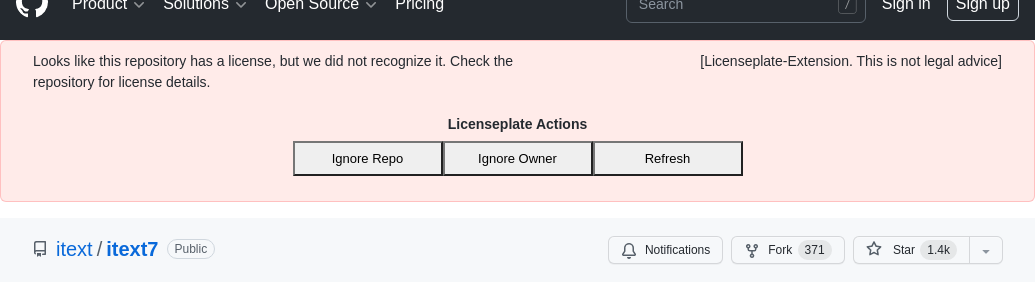 Product Solutions Open Source Pricing Search / Sign in Sign up
Looks like this repository has a license, but we did not recognize it. Check the
repository for license details.
[Licenseplate-Extension. This is not legal advice]
Licenseplate Actions
Ignore Repo Ignore Owner Refresh
itext / itext7 Public Notifications Fork 371 Star 1.4k